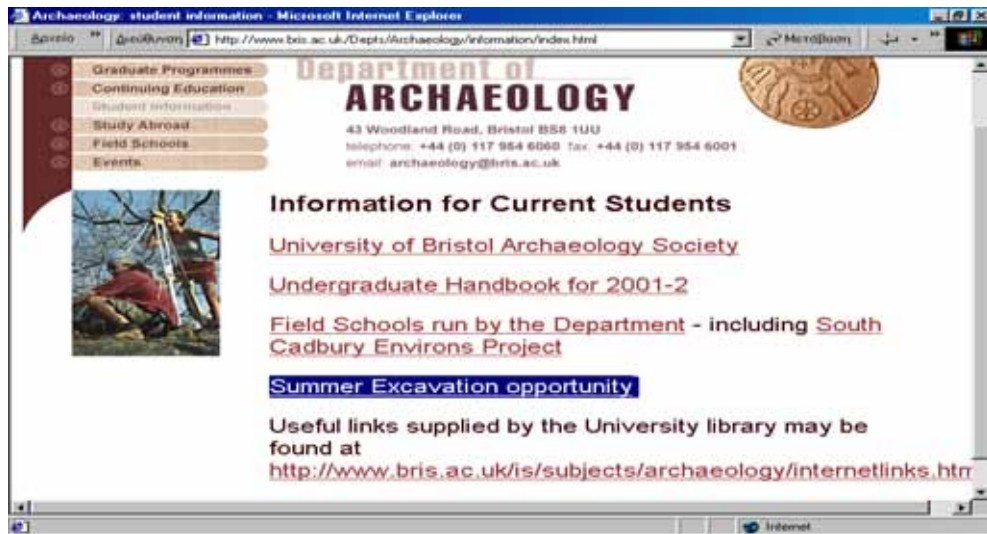 Archaeology: student information - Microsoft Internet Explorer
Αρχείο » Διεύθυνση http://www.bris.ac.uk/Depts/Archaeology/information/index.html Μετάβαση »
Graduate Programmes
Continuing Education
Student Information
Study Abroad
Field Schools
Events
Department of
ARCHAEOLOGY
43 Woodland Road, Bristol BS8 1UU
telephone: +44 (0) 117 954 6060 fax: +44 (0) 117 954 6001
email: archaeology@bris.ac.uk
Information for Current Students
University of Bristol Archaeology Society
Undergraduate Handbook for 2001-2
Field Schools run by the Department - including South
Cadbury Environs Project
Summer Excavation opportunity
Useful links supplied by the University library may be
found at
http://www.bris.ac.uk/is/subjects/archaeology/internetlinks.htm
Internet